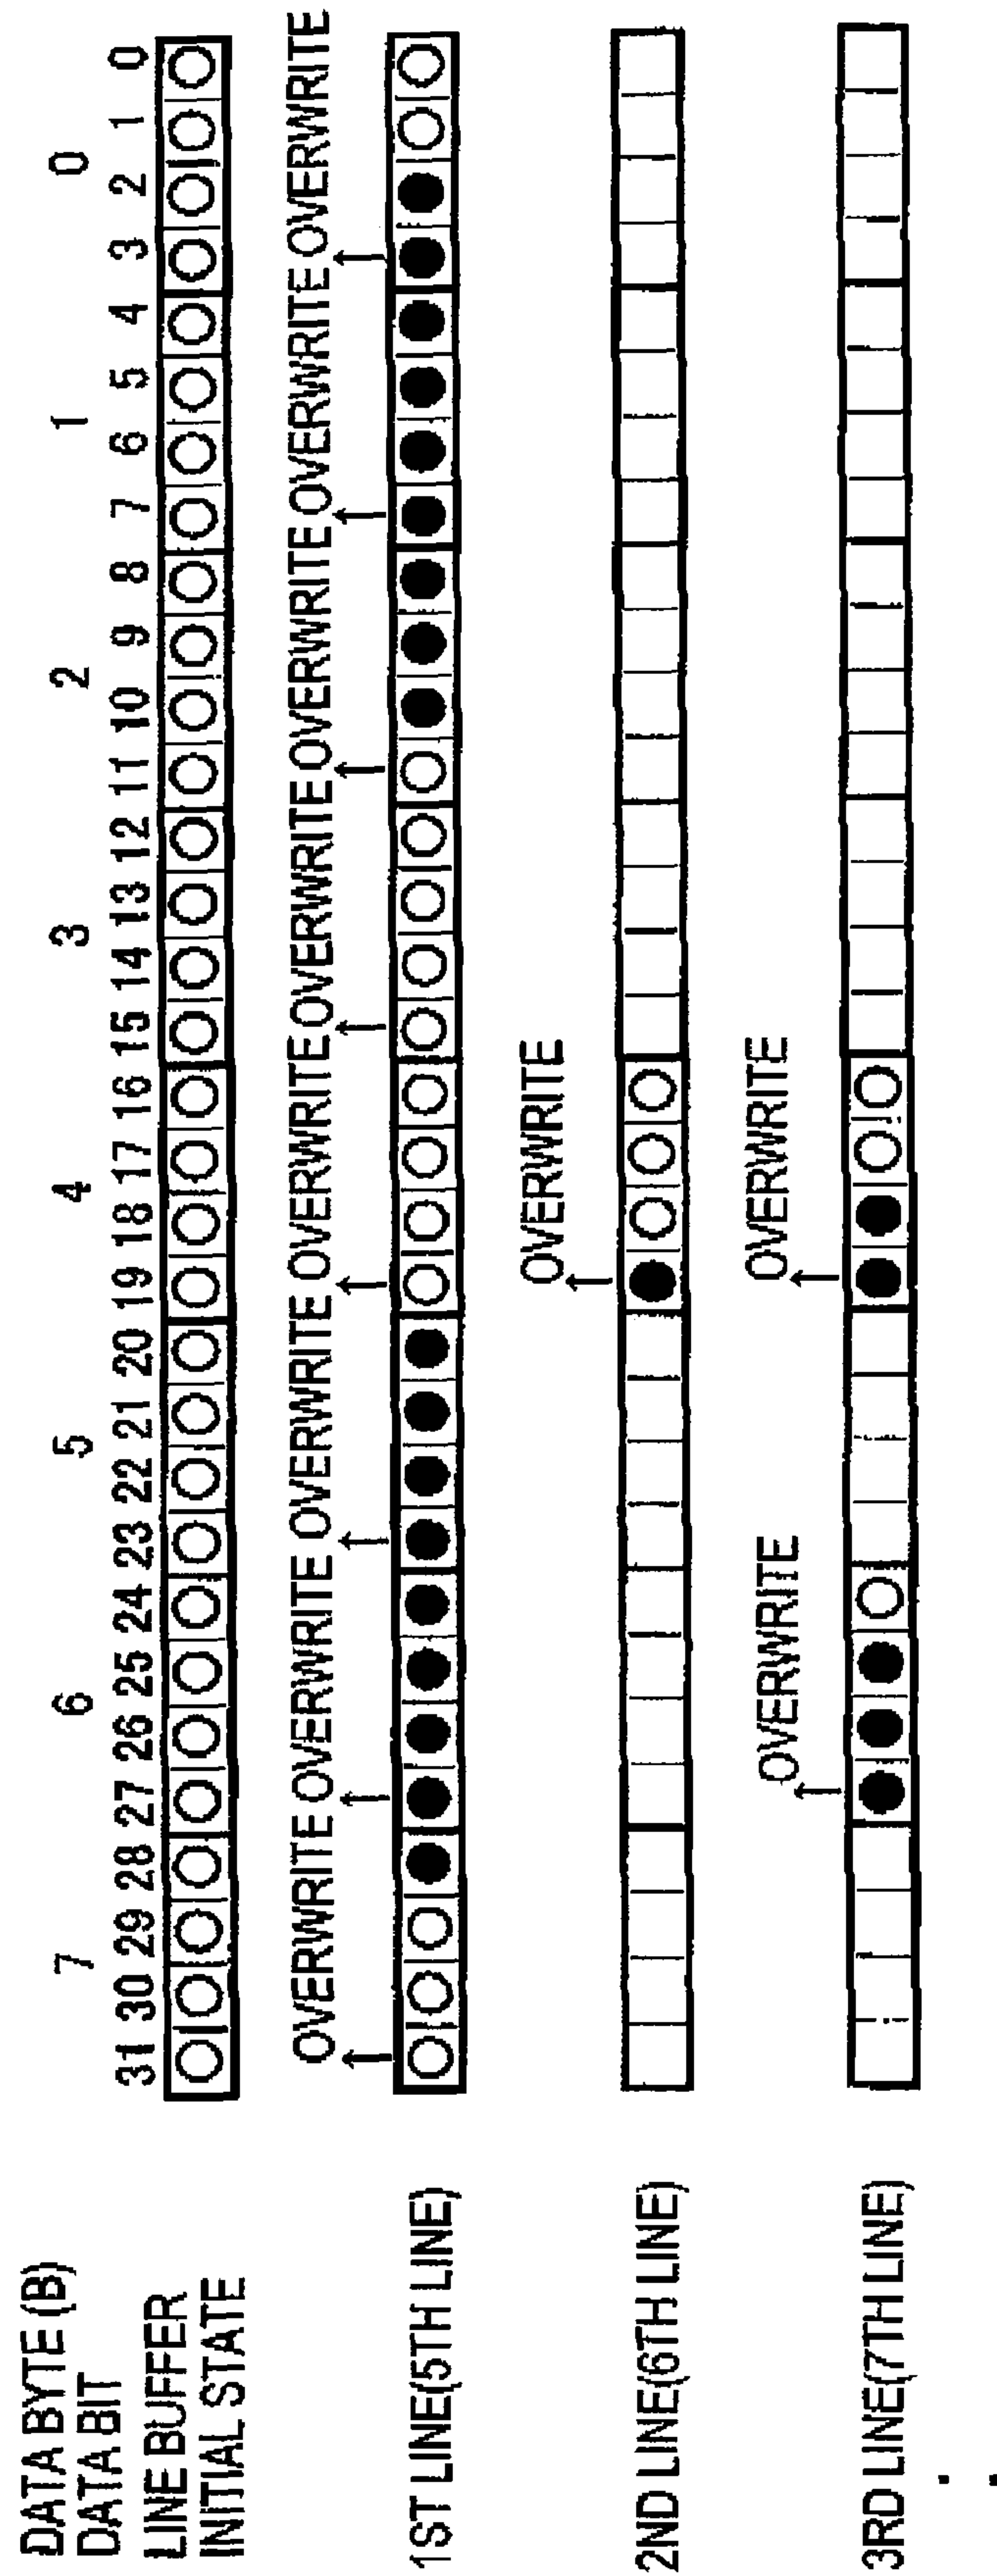 DATA BYTE (B) 7 6 5 4 3 2 1 0
DATA BIT 31 30 29 28 27 26 25 24 23 22 21 20 19 18 17 16 15 14 13 12 11 10 9 8 7 6 5 4 3 2 1 0
LINE BUFFER
INITIAL STATE
OVERWRITE OVERWRITE OVERWRITE OVERWRITE OVERWRITE OVERWRITE OVERWRITE OVERWRITE
1ST LINE(5TH LINE)
OVERWRITE
2ND LINE(6TH LINE)
OVERWRITE OVERWRITE
3RD LINE(7TH LINE)